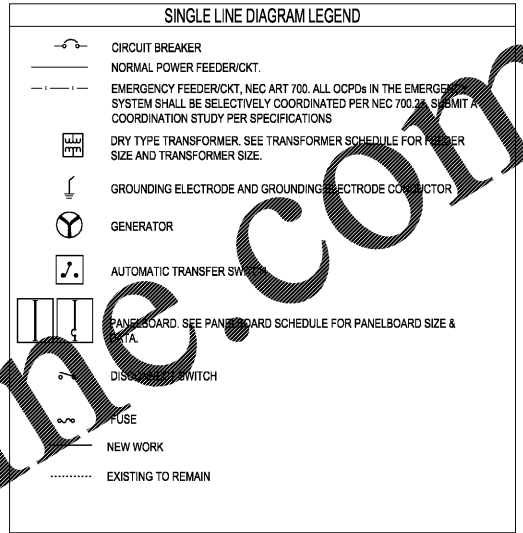 SINGLE LINE DIAGRAM LEGEND
CIRCUIT BREAKER
NORMAL POWER FEEDER/CKT.
EMERGENCY FEEDER/CKT, NEC ART 700. ALL OCPDs IN THE EMERGENCY
SYSTEM SHALL BE SELECTIVELY COORDINATED PER NEC SUBMIT A
COORDINATION STUDY PER SPECIFICATIONS
DRY TYPE TRANSFORMER. SEE TRANSFORMER SCHEDULE FOR FEEDER
SIZE AND TRANSFORMER SIZE.
GROUNDING ELECTRODE AND GROUNDING ELECTRODE CONDUCTOR
GENERATOR
AUTOMATIC TRANSFER SWITCH
PANELBOARD. SEE PANELBOARD SCHEDULE FOR PANELBOARD SIZE &
DATA.
DISCONNECT SWITCH
FUSE
NEW WORK
EXISTING TO REMAIN
ne.com